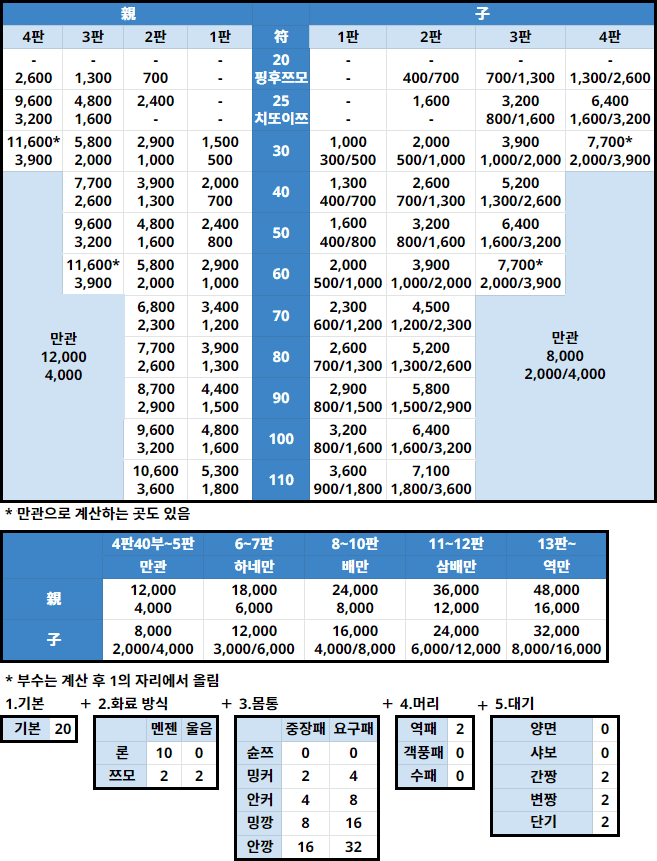 親 子
4판 3판 2판 1판 符 1판 2판 3판 4판
- - - - 20 - - - -
2,600 1,300 700 - 핑후쯔모 - 400/700 700/1,300 1,300/2,600
9,600 4,800 2,400 - 25 - 1,600 3,200 6,400
3,200 1,600 - - 치또이쯔 - - 800/1,600 1,600/3,200
11,600* 5,800 2,900 1,500 30 1,000 2,000 3,900 7,700*
3,900 2,000 1,000 500 300/500 500/1,000 1,000/2,000 2,000/3,900
7,700 3,900 2,000 40 1,300 2,600 5,200
2,600 1,300 700 400/700 700/1,300 1,300/2,600
9,600 4,800 2,400 50 1,600 3,200 6,400
3,200 1,600 800 400/800 800/1,600 1,600/3,200
11,600* 5,800 2,900 60 2,000 3,900 7,700*
3,900 2,000 1,000 500/1,000 1,000/2,000 2,000/3,900
6,800 3,400 70 2,300 4,500
2,300 1,200 600/1,200 1,200/2,300
만관
12,000
4,000
7,700 3,900 80 2,600 5,200
2,600 1,300 700/1,300 1,300/2,600
만관
8,000
2,000/4,000
8,700 4,400 90 2,900 5,800
2,900 1,500 800/1,500 1,500/2,900
9,600 4,800 100 3,200 6,400
3,200 1,600 800/1,600 1,600/3,200
10,600 5,300 110 3,600 7,100
3,600 1,800 900/1,800 1,800/3,600
* 만관으로 계산하는 곳도 있음
4판40부~5판 6~7판 8~10판 11~12판 13판~
만관 하네만 배만 삼배만 역만
親 12,000 18,000 24,000 36,000 48,000
4,000 6,000 8,000 12,000 16,000
子 8,000 12,000 16,000 24,000 32,000
2,000/4,000 3,000/6,000 4,000/8,000 6,000/12,000 8,000/16,000
* 부수는 계산 후 1의 자리에서 올림
1.기본 + 2.화료 방식 + 3.몸통 + 4.머리 + 5.대기
기본 20
멘젠 울음
론 10 0
쯔모 2 2
중장패 요구패
슌쯔 0 0
밍커 2 4
안커 4 8
밍깡 8 16
안깡 16 32
역패 2
객풍패 0
수패 0
양면 0
샤보 0
간짱 2
변짱 2
단기 2